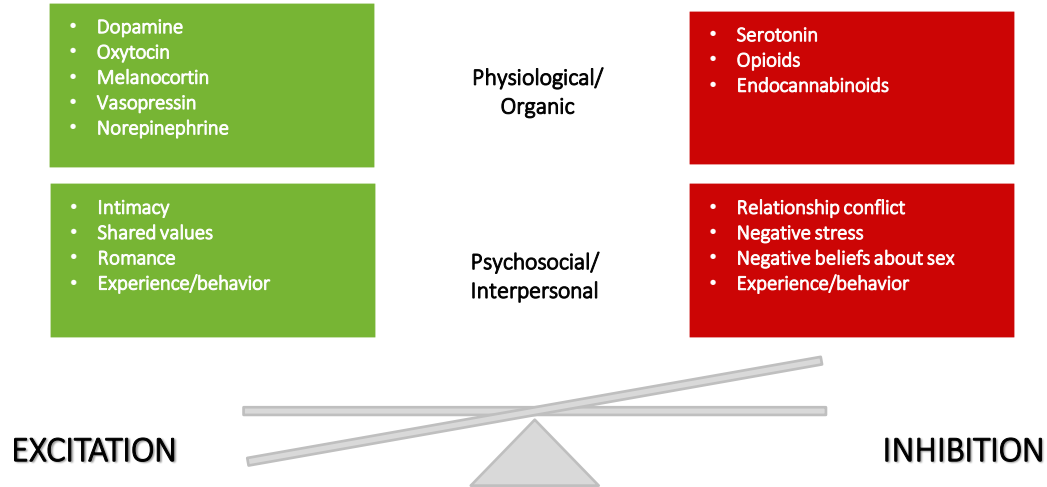 • Dopamine
• Oxytocin
• Melanocortin
• Vasopressin
• Norepinephrine
Physiological/
Organic
• Serotonin
• Opioids
• Endocannabinoids
• Intimacy
• Shared values
• Romance
• Experience/behavior
Psychosocial/
Interpersonal
• Relationship conflict
• Negative stress
• Negative beliefs about sex
• Experience/behavior
EXCITATION
INHIBITION